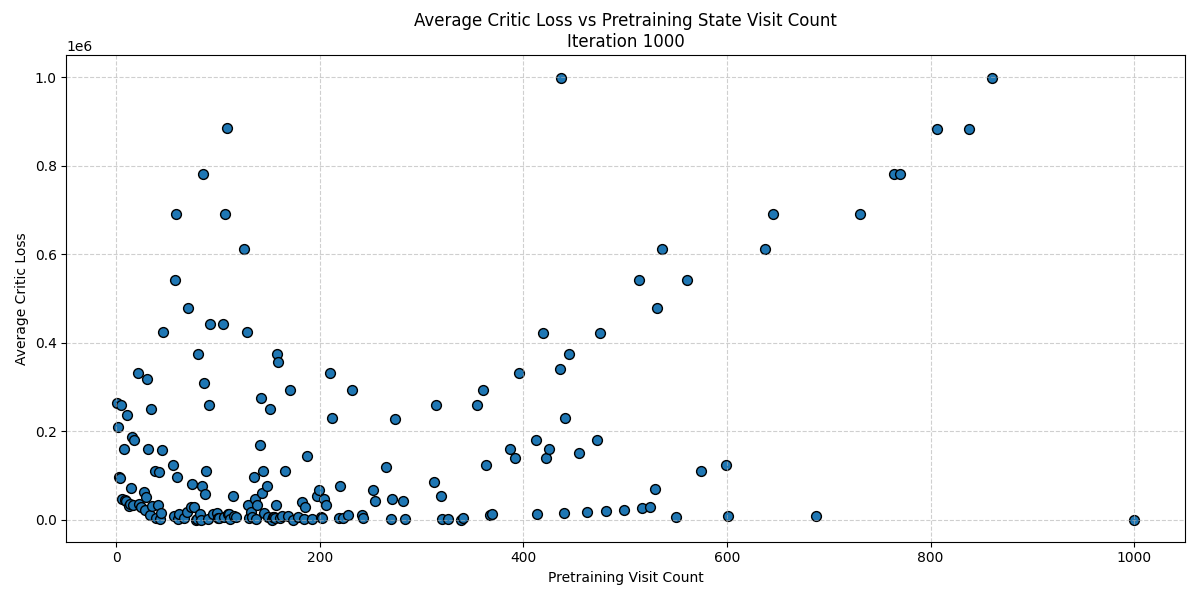 Average Critic Loss vs Pretraining State Visit Count
Iteration 1000
1e6
1.0
0.8
0.6
0.4
0.2
0.0
Average Critic Loss
0 200 400 600 800 1000
Pretraining Visit Count